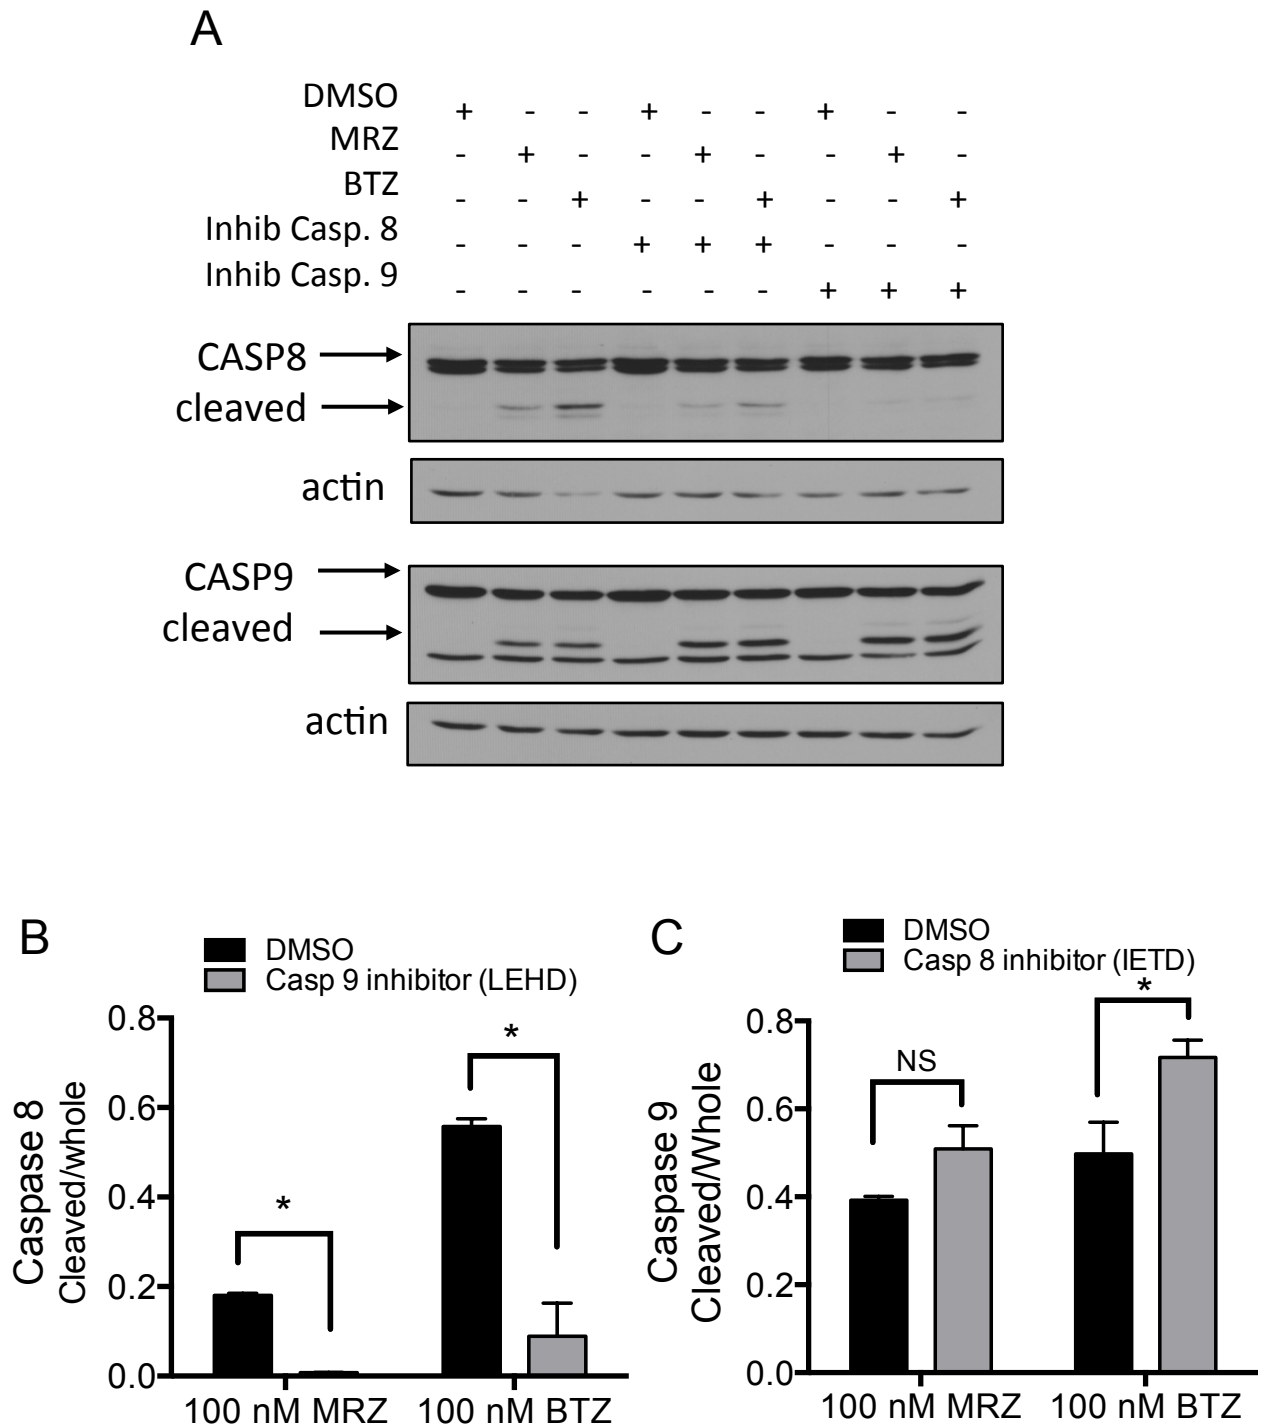 A
DMSO + - - + - - + - -
MRZ - + - - + - - + -
BTZ - - + - - + - - +
Inhib Casp. 8 - - - + + + - - -
Inhib Casp. 9 - - - - - - + + +
CASP8
cleaved
actin
CASP9
cleaved
actin
B
DMSO
Casp 9 inhibitor (LEHD)
Caspase 8
Cleaved/whole
0.8
0.6
0.4
0.2
0.0
*
*
100 nM MRZ 100 nM BTZ
C
DMSO
Casp 8 inhibitor (IETD)
Caspase 9
Cleaved/Whole
0.8
0.6
0.4
0.2
0.0
NS
*
100 nM MRZ 100 nM BTZ